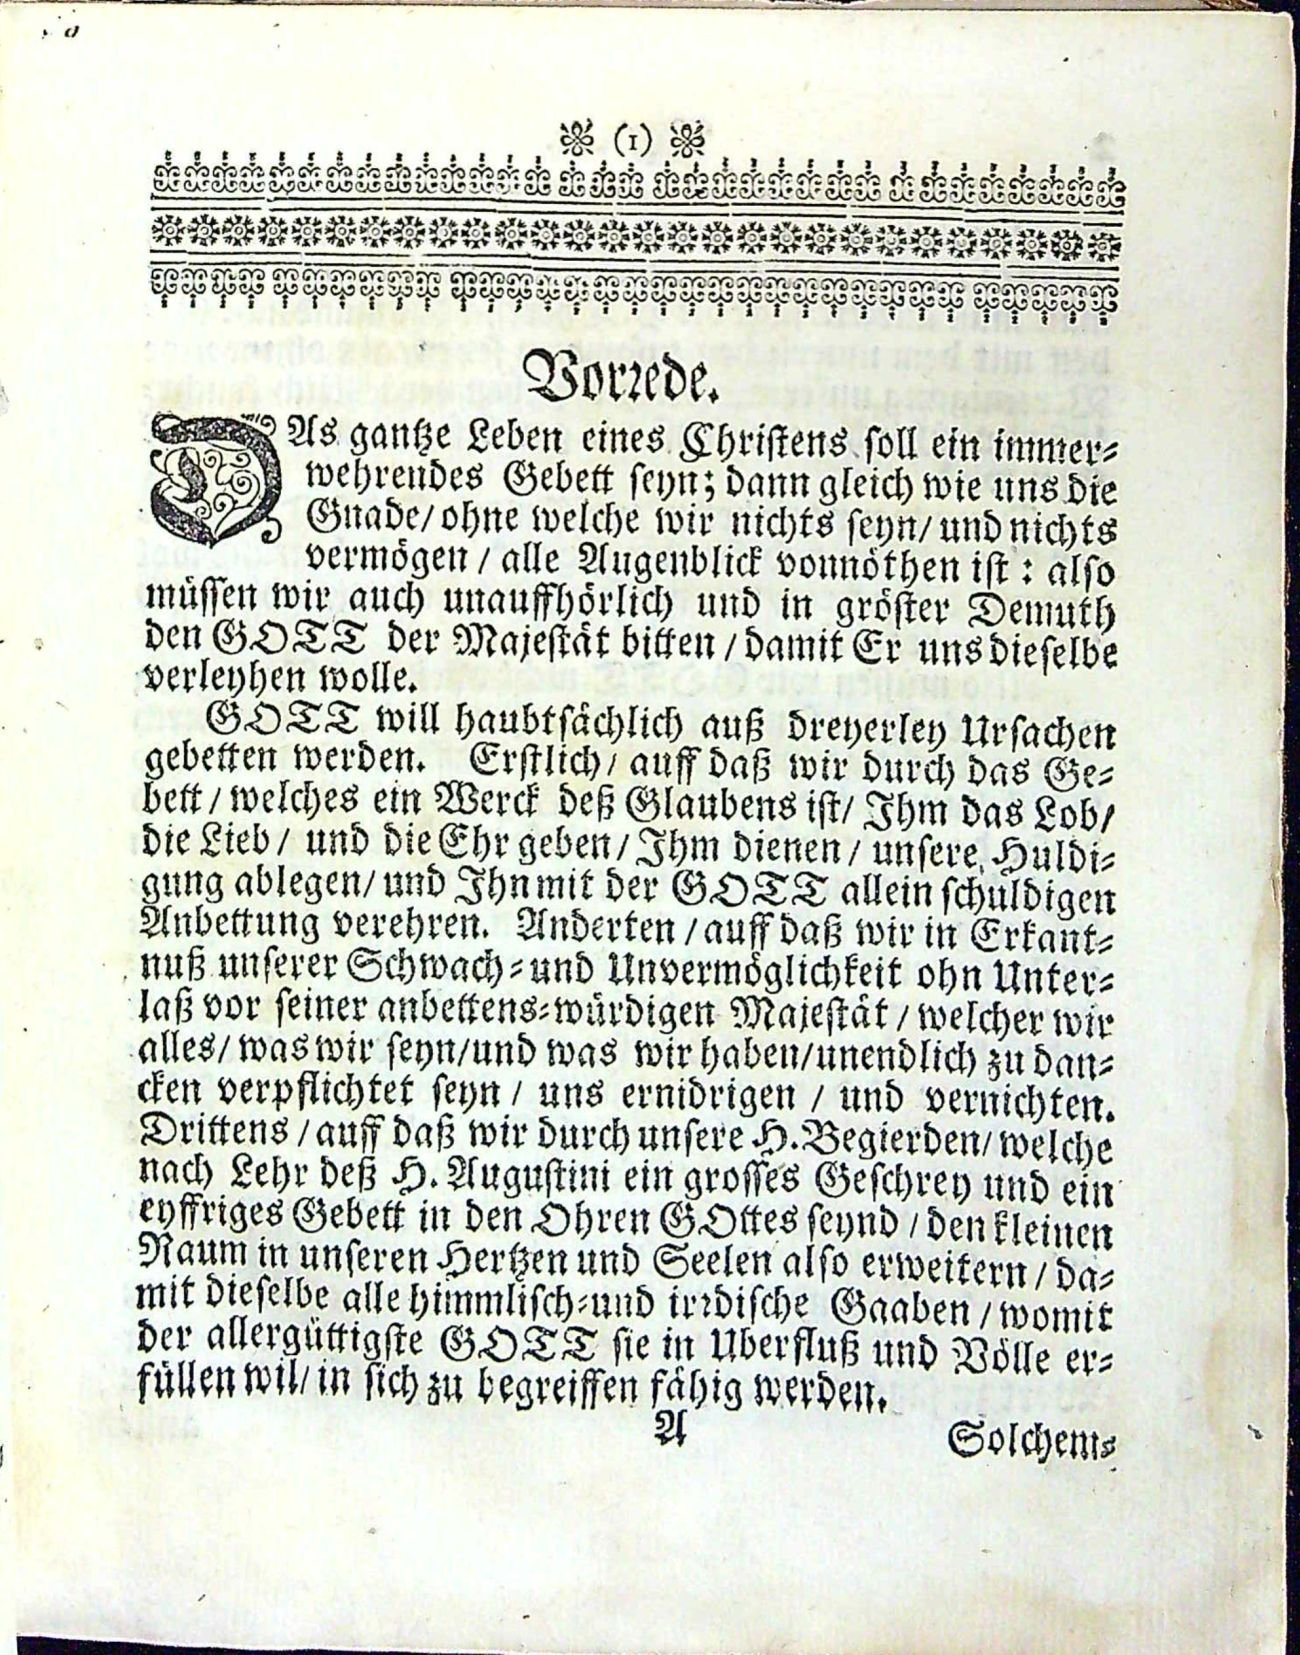 (1)
Vorrede.
DAs gantze Leben eines Christens soll ein immer-
wehrendes Gebett seyn; dann gleich wie uns die
Gnade/ ohne welche wir nichts seyn/ und nichts
vermögen / alle Augenblick vonnöthen ist: also
müssen wir auch unauffhörlich und in gröster Demuth
den GOTT der Majestät bitten / damit Er uns dieselbe
verleyhen wolle.
GOTT will haubtsächlich auß dreyerley Ursachen
gebetten werden. Erstlich/ auff daß wir durch das Ge-
bett / welches ein Werck deß Glaubens ist/ Ihm das Lob/
die Lieb/ und die Ehr geben/ Ihm dienen / unsere Huldi-
gung ablegen/ und Ihn mit der GOTT allein schuldigen
Anbettung verehren. Anderten / auff daß wir in Erkant-
nuß unserer Schwach- und Unvermöglichkeit ohn Unter-
laß vor seiner anbettens-würdigen Majestät / welcher wir
alles/ was wir seyn/ und was wir haben/ unendlich zu dan-
cken verpflichtet seyn / uns ernidrigen / und vernichten.
Drittens / auff daß wir durch unsere H. Begierden/ welche
nach Lehr deß H. Augustini ein grosses Geschrey und ein
eyffriges Gebett in den Ohren GOttes seynd / den kleinen
Raum in unseren Hertzen und Seelen also erweitern / da-
mit dieselbe alle himmlisch- und irrdische Gaaben / womit
der allergüttigste GOTT sie in Uberfluß und Völle er-
füllen wil/ in sich zu begreiffen fähig werden.
A
Solchem-